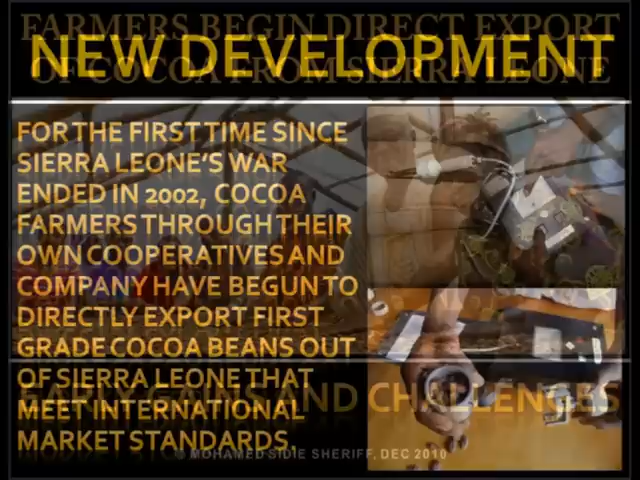 FARMERS BEGIN DIRECT EXPORT
NEW DEVELOPMENT
OF COCOA FROM SIERRA LEONE
FOR THE FIRST TIME SINCE
SIERRA LEONE'S WAR
ENDED IN 2002, COCOA
FARMERS THROUGH THEIR
OWN COOPERATIVES AND
COMPANY HAVE BEGUN TO
DIRECTLY EXPORT FIRST
GRADE COCOA BEANS OUT
OF SIERRA LEONE THAT
AND CHALLENGES
MEET INTERNATIONAL
MARKET STANDARDS.
© MOHAMED SIDIE SHERIFF, DEC 2010